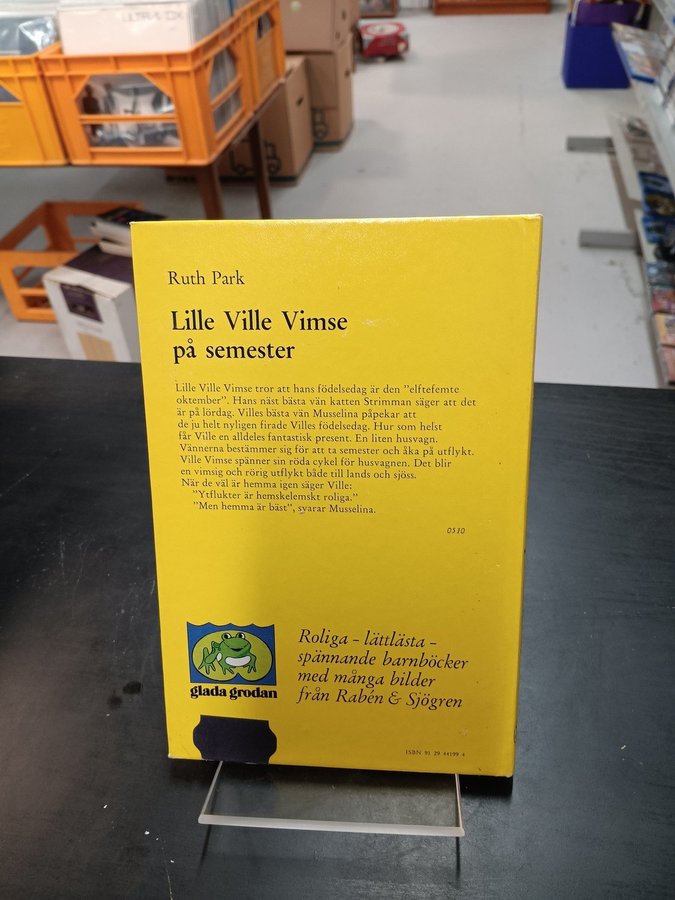 ULTRA DX
Ruth Park
Lille Ville Vimse
på semester
Lille Ville Vimse tror att hans födelsedag är den "elftefemte
oktember". Hans näst bästa vän katten Strimman säger att det
är på lördag. Villes bästa vän Musselina påpekar att
de ju helt nyligen firade Villes födelsedag. Hur som helst
får Ville en alldeles fantastisk present. En liten husvagn.
Vännerna bestämmer sig för att ta semester och åka på utflykt.
Ville Vimse spänner sin röda cykel för husvagnen. Det blir
en vimsig och rörig utflykt både till lands och sjöss.
När de väl är hemma igen säger Ville:
"Ytflukter är hemskelemskt roliga."
"Men hemma är bäst", svarar Musselina.
0510
Roliga – lättlästa –
spännande barnböcker
med många bilder
från Rabén & Sjögren
glada grodan
ISBN 91 29 44199 4